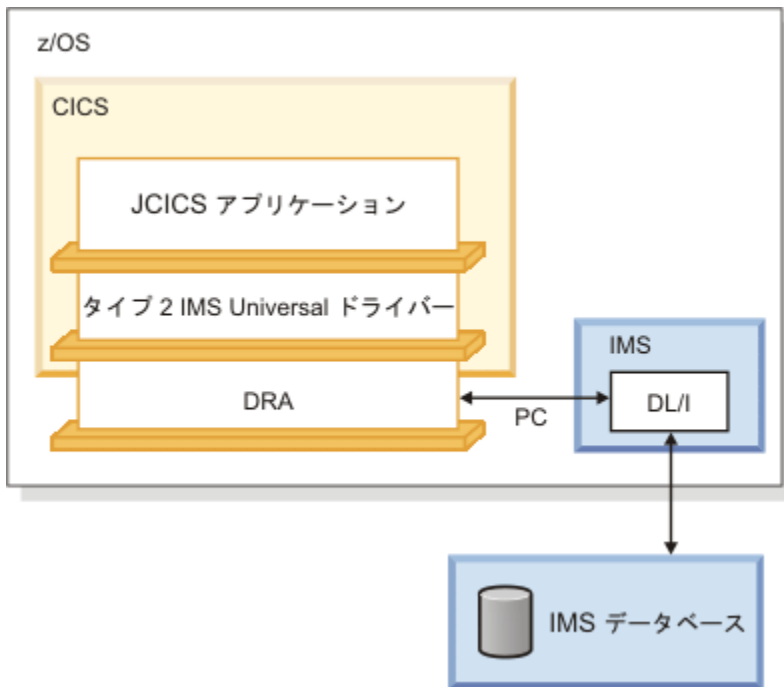 z/OS
CICS
JCICS アプリケーション
タイプ 2 IMS Universal ドライバー
DRA
PC
IMS
DL/I
IMS データベース